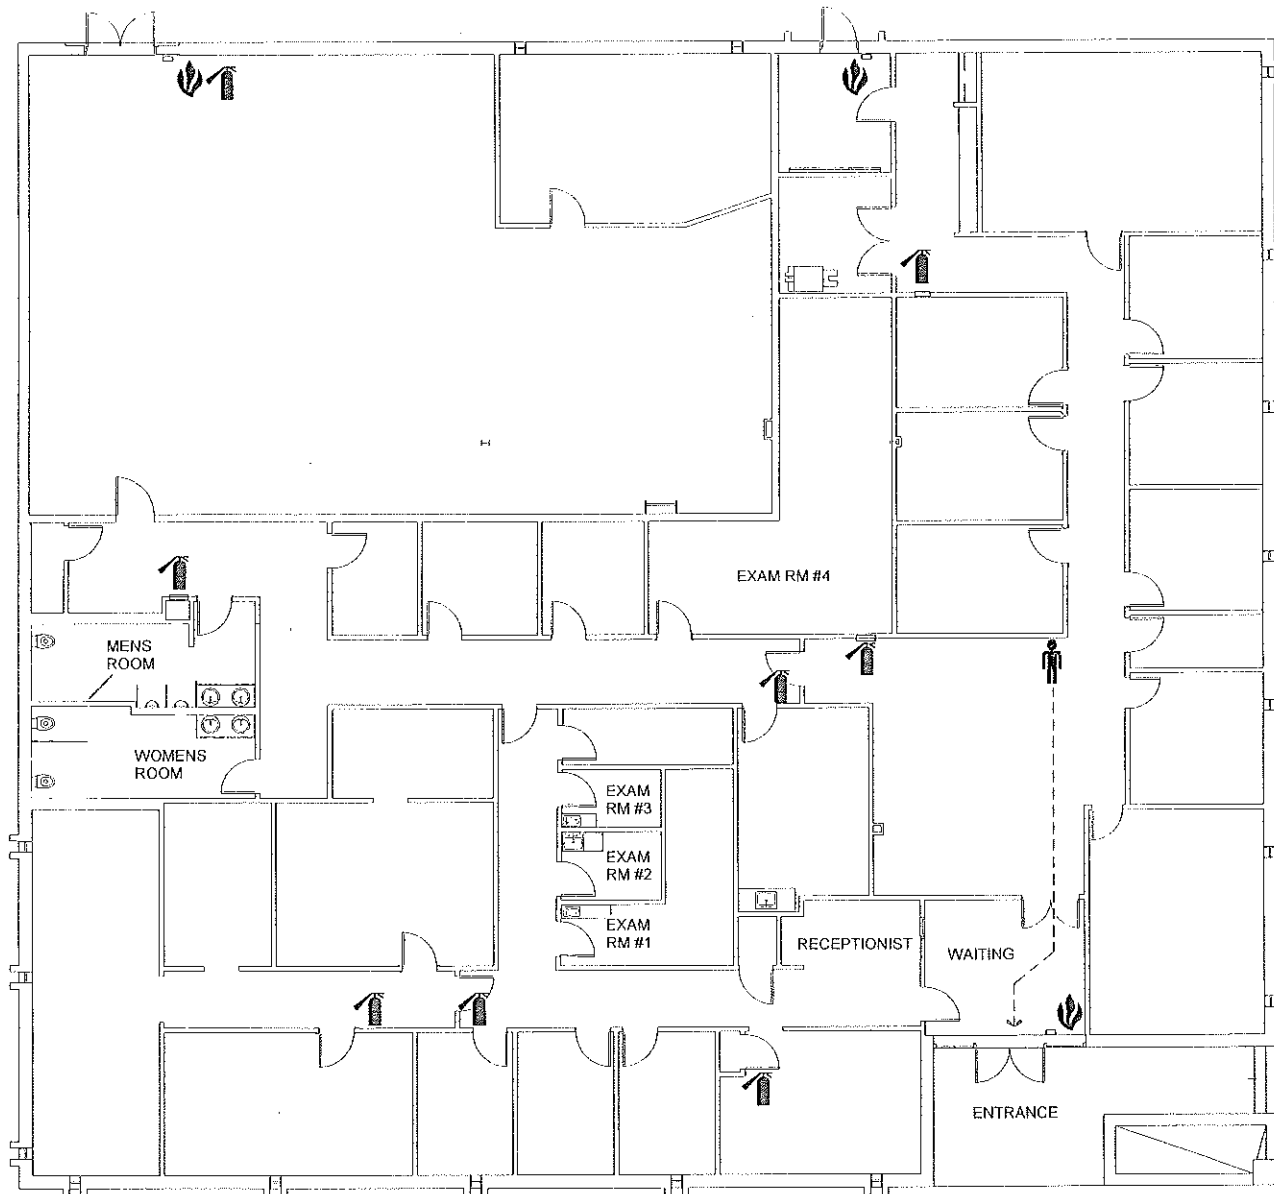 EXAM RM #4
MENS
ROOM
WOMENS
ROOM
EXAM
RM #3
EXAM
RM #2
EXAM
RM #1
RECEPTIONIST
WAITING
ENTRANCE